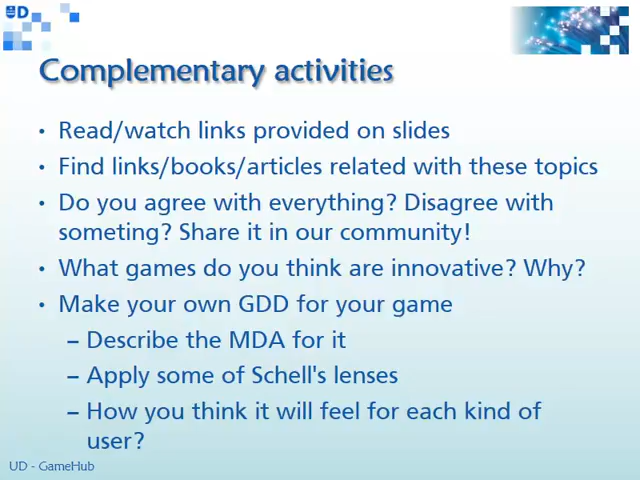 UD
Complementary activities
• Read/watch links provided on slides
• Find links/books/articles related with these topics
• Do you agree with everything? Disagree with
someting? Share it in our community!
• What games do you think are innovative? Why?
• Make your own GDD for your game
– Describe the MDA for it
– Apply some of Schell's lenses
– How you think it will feel for each kind of
user?
UD - GameHub